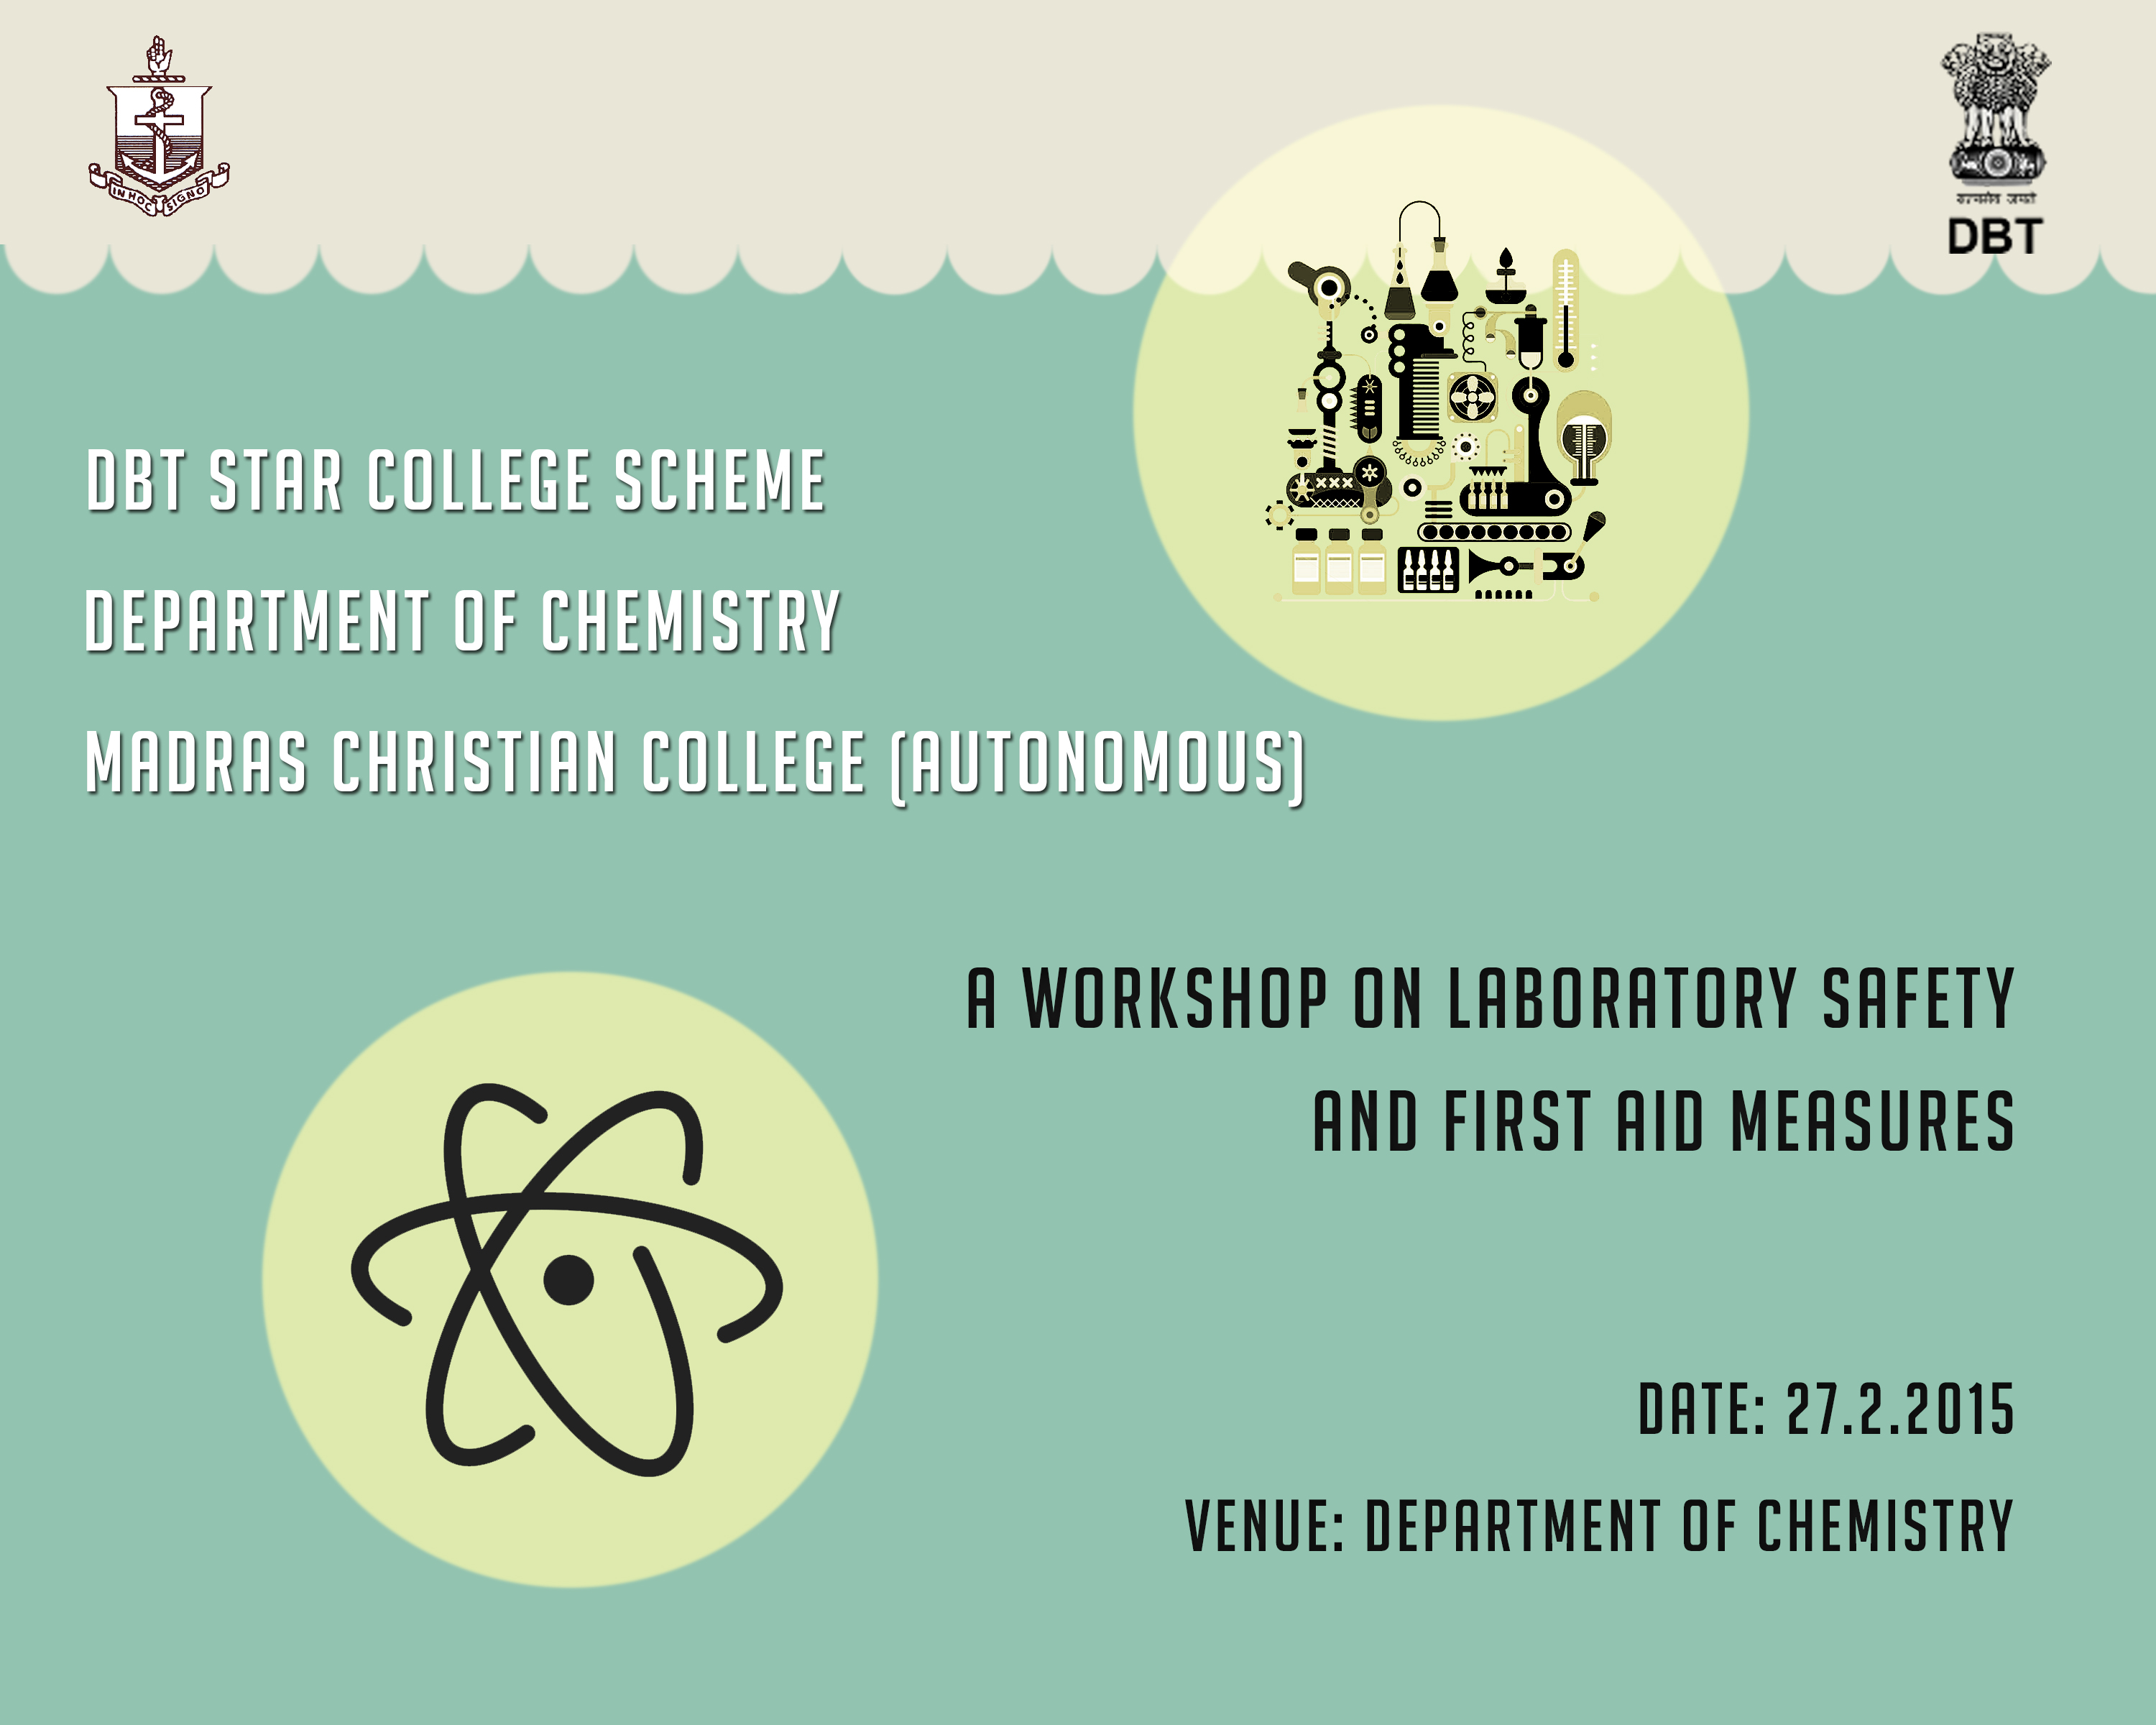 IN HOC SIGNO
सत्यमेव जयते
DBT
DBT STAR COLLEGE SCHEME
DEPARTMENT OF CHEMISTRY
MADRAS CHRISTIAN COLLEGE (AUTONOMOUS)
A WORKSHOP ON LABORATORY SAFETY
AND FIRST AID MEASURES
DATE: 27.2.2015
VENUE: DEPARTMENT OF CHEMISTRY